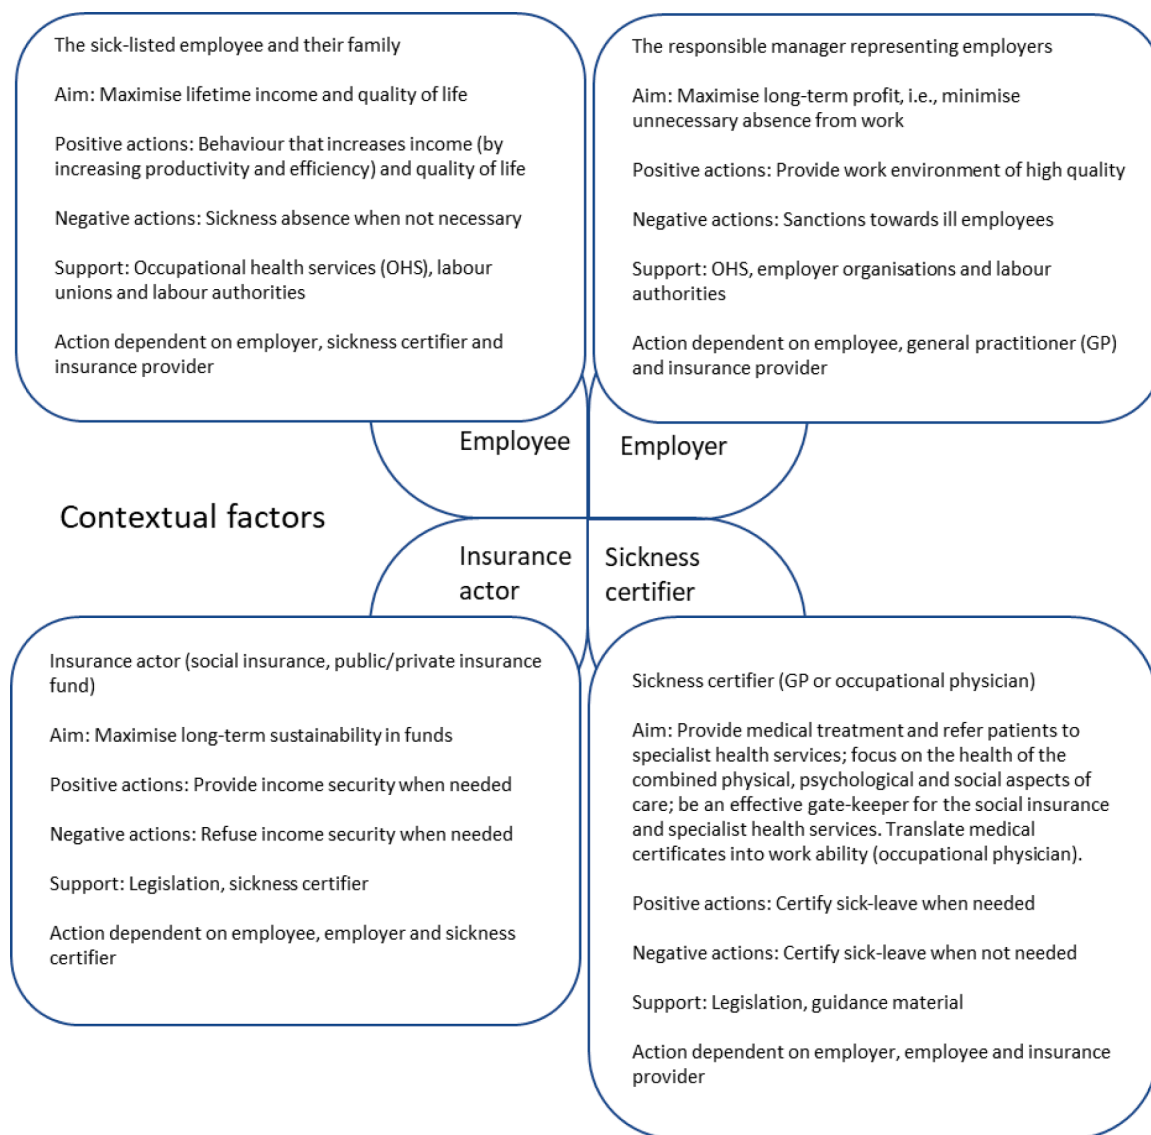 The sick-listed employee and their family
Aim: Maximise lifetime income and quality of life
Positive actions: Behaviour that increases income (by
increasing productivity and efficiency) and quality of life
Negative actions: Sickness absence when not necessary
Support: Occupational health services (OHS), labour
unions and labour authorities
Action dependent on employer, sickness certifier and
insurance provider
The responsible manager representing employers
Aim: Maximise long-term profit, i.e., minimise
unnecessary absence from work
Positive actions: Provide work environment of high quality
Negative actions: Sanctions towards ill employees
Support: OHS, employer organisations and labour
authorities
Action dependent on employee, general practitioner (GP)
and insurance provider
Employee
Employer
Contextual factors
Insurance
actor
Sickness
certifier
Insurance actor (social insurance, public/private insurance
fund)
Aim: Maximise long-term sustainability in funds
Positive actions: Provide income security when needed
Negative actions: Refuse income security when needed
Support: Legislation, sickness certifier
Action dependent on employee, employer and sickness
certifier
Sickness certifier (GP or occupational physician)
Aim: Provide medical treatment and refer patients to
specialist health services; focus on the health of the
combined physical, psychological and social aspects of
care; be an effective gate-keeper for the social insurance
and specialist health services. Translate medical
certificates into work ability (occupational physician).
Positive actions: Certify sick-leave when needed
Negative actions: Certify sick-leave when not needed
Support: Legislation, guidance material
Action dependent on employer, employee and insurance
provider